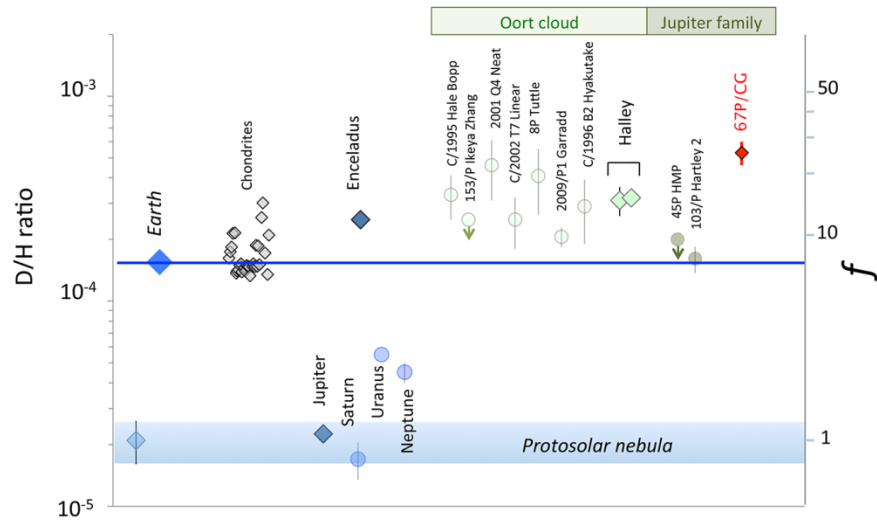 Oort cloud
Jupiter family
10-3
10-4
10-5
D/H ratio
Earth
Chondrites
Enceladus
Jupiter
Saturn
Uranus
Neptune
C/1995 Hale Bopp
153/P Ikeya Zhang
2001 Q4 Neat
C/2002 T7 Linear
8P Tuttle
2009/P1 Garradd
C/1996 B2 Hyakutake
Halley
45P HMP
103/P Hartley 2
67P/CG
Protosolar nebula
50
10
1
f